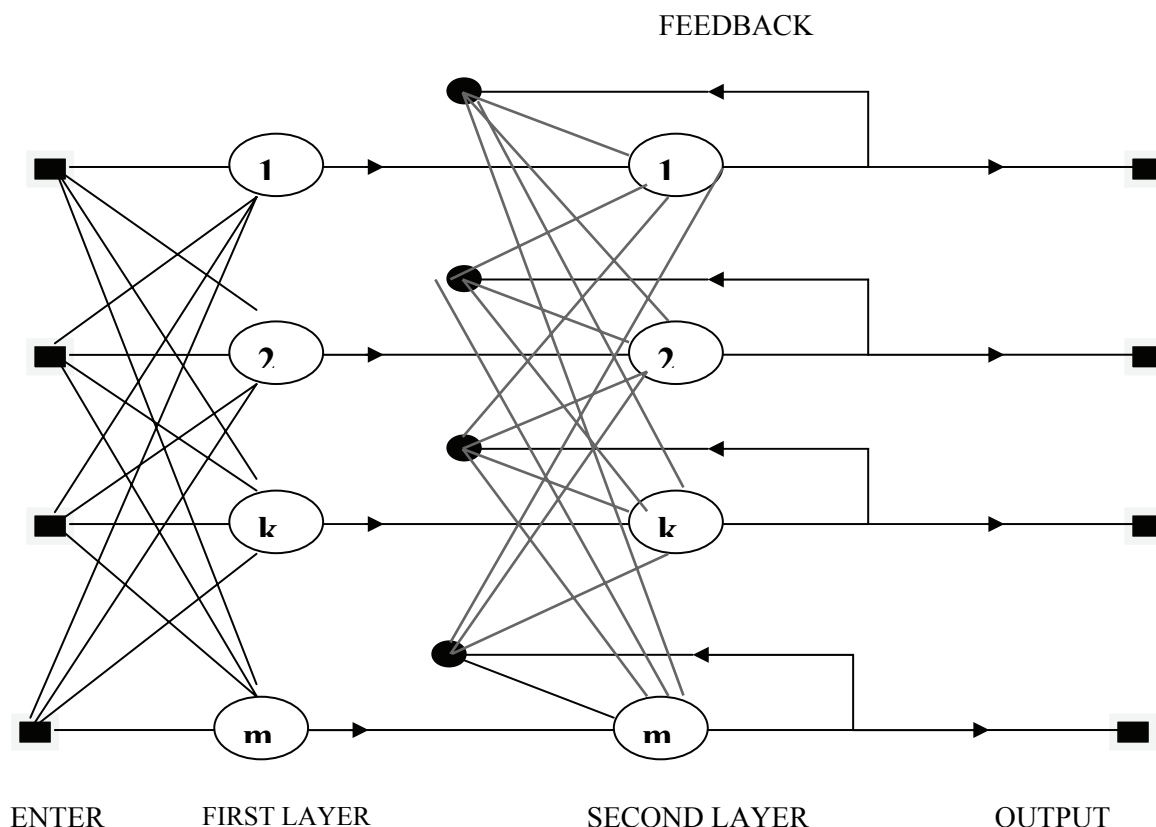 FEEDBACK
1 1
2 2
k k
m m
ENTER FIRST LAYER SECOND LAYER OUTPUT